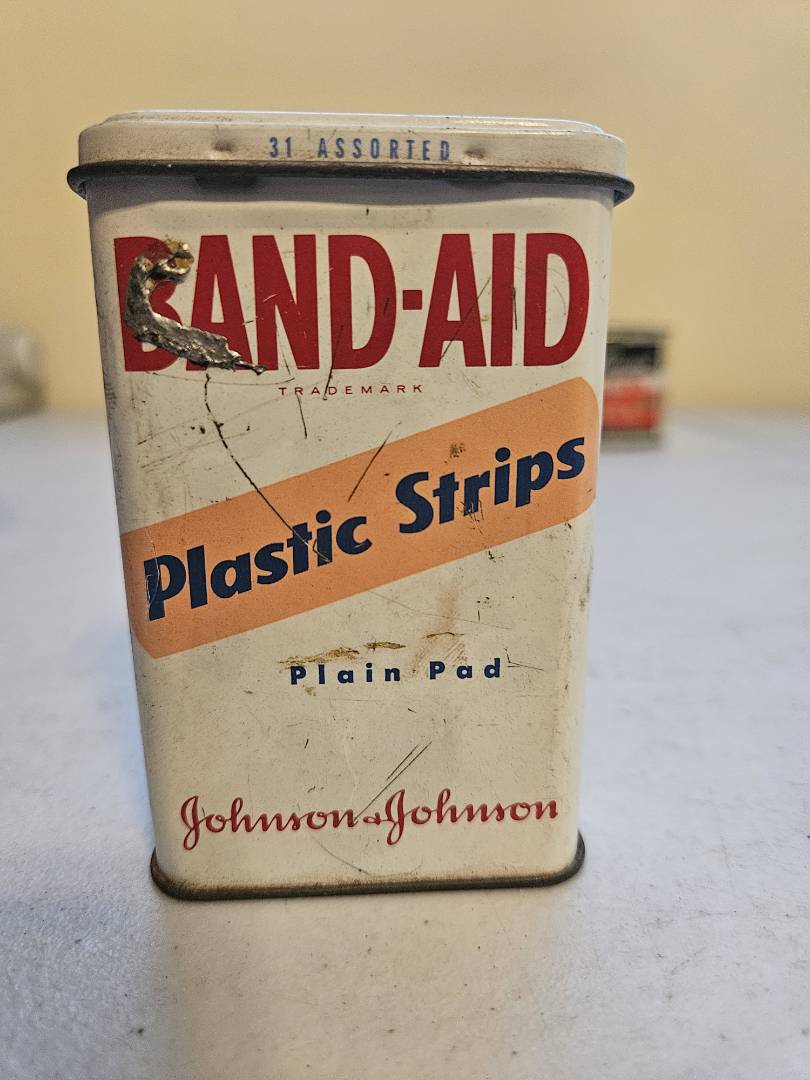 31 ASSORTED
BAND-AID
TRADEMARK
Plastic Strips
Plain Pad
Johnson & Johnson